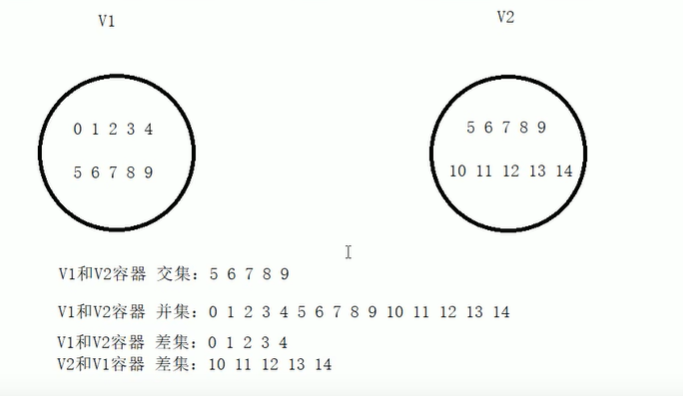 V1
V2
0 1 2 3 4
5 6 7 8 9
5 6 7 8 9
10 11 12 13 14
V1和V2容器 交集：5 6 7 8 9
V1和V2容器 并集：0 1 2 3 4 5 6 7 8 9 10 11 12 13 14
V1和V2容器 差集：0 1 2 3 4
V2和V1容器 差集：10 11 12 13 14